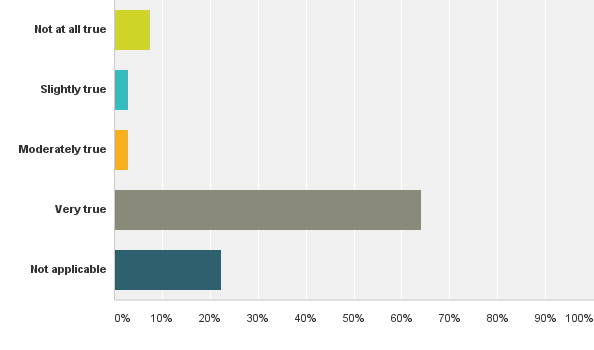 Not at all true
Slightly true
Moderately true
Very true
Not applicable
0% 10% 20% 30% 40% 50% 60% 70% 80% 90% 100%